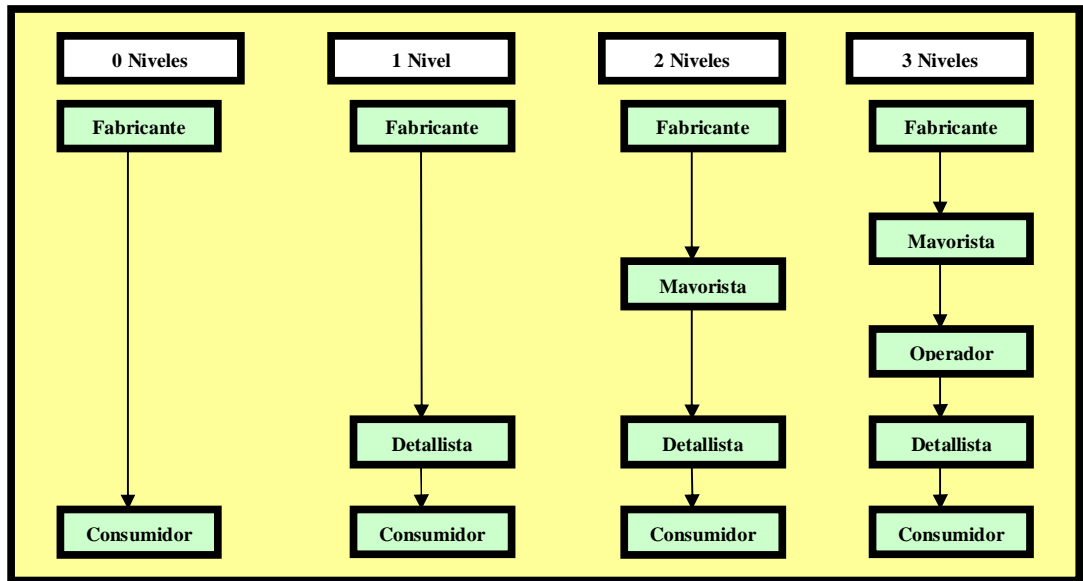 0 Niveles
1 Nivel
2 Niveles
3 Niveles
Fabricante
Fabricante
Fabricante
Fabricante
Mayorista
Mayorista
Operador
Detallista
Detallista
Detallista
Consumidor
Consumidor
Consumidor
Consumidor